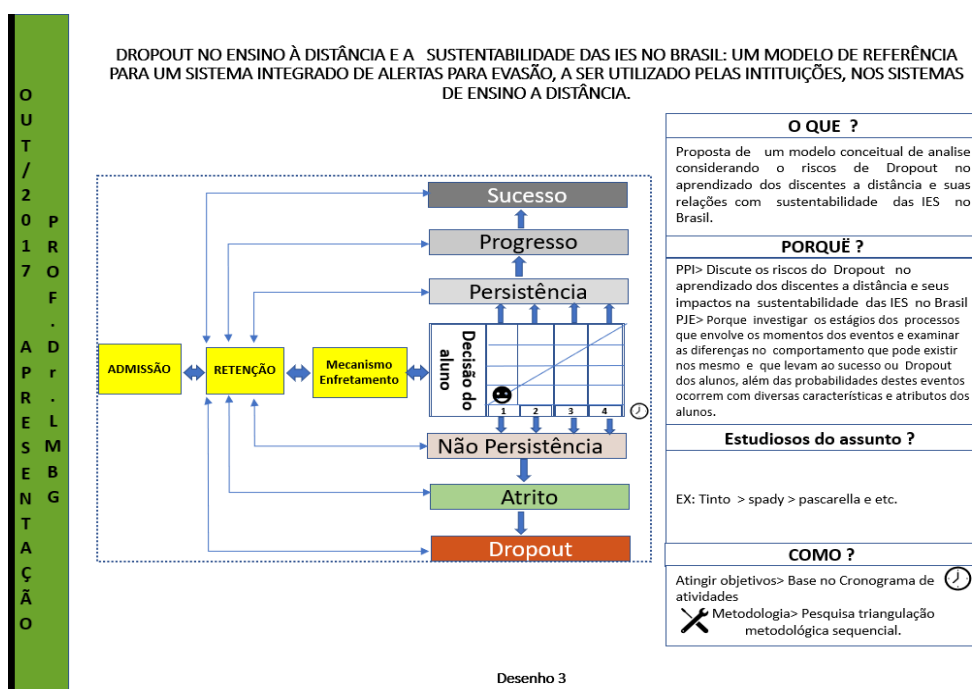 OUT/2017 APRESENTAÇÃO
PROF.Dr.LMBG
DROPOUT NO ENSINO À DISTÂNCIA E A SUSTENTABILIDADE DAS IES NO BRASIL: UM MODELO DE REFERÊNCIA
PARA UM SISTEMA INTEGRADO DE ALERTAS PARA EVASÃO, A SER UTILIZADO PELAS INTITUIÇÕES, NOS SISTEMAS
DE ENSINO A DISTÂNCIA.
Sucesso
Progresso
Persistência
ADMISSÃO
RETENÇÃO
Mecanismo
Enfretamento
Decisão do
aluno
1 2 3 4
Não Persistência
Atrito
Dropout
O QUE ?
Proposta de um modelo conceitual de analise
considerando o riscos de Dropout no
aprendizado dos discentes a distância e suas
relações com sustentabilidade das IES no
Brasil.
PORQUË ?
PPI> Discute os riscos do Dropout no
aprendizado dos discentes a distância e seus
impactos na sustentabilidade das IES no Brasil
PJE> Porque investigar os estágios dos processos
que envolve os momentos dos eventos e examinar
as diferenças no comportamento que pode existir
nos mesmo e que levam ao sucesso ou Dropout
dos alunos, além das probabilidades destes eventos
ocorrem com diversas características e atributos dos
alunos.
Estudiosos do assunto ?
EX: Tinto > spady > pascarella e etc.
COMO ?
Atingir objetivos> Base no Cronograma de
atividades
Metodologia> Pesquisa triangulação
metodológica sequencial.
Desenho 3